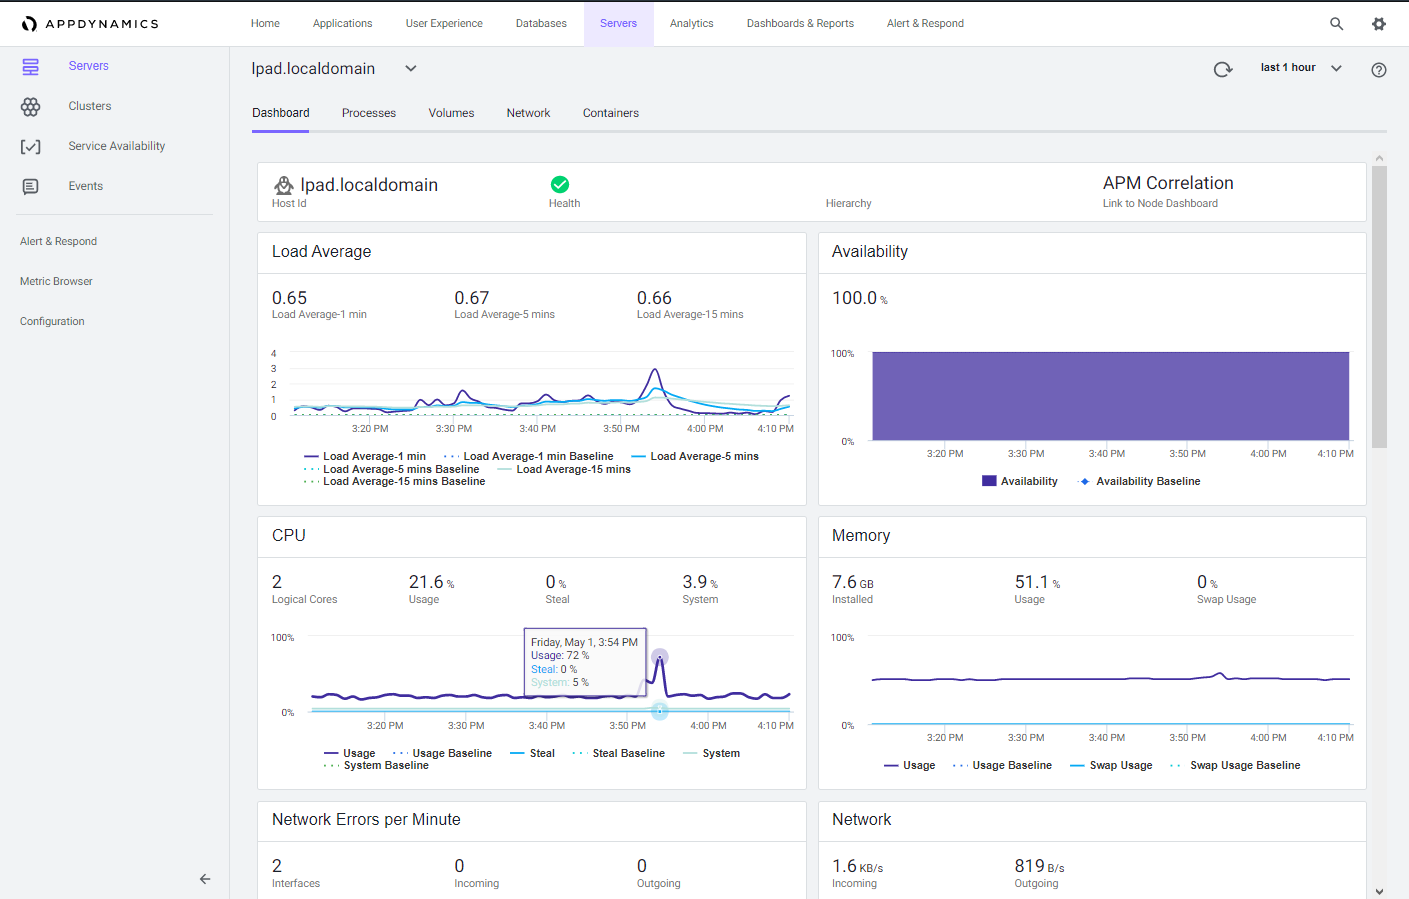 APPDYNAMICS
Home Applications User Experience Databases Servers Analytics Dashboards & Reports Alert & Respond
Servers
Clusters
Service Availability
Events
Alert & Respond
Metric Browser
Configuration
lpad.localdomain
last 1 hour
Dashboard Processes Volumes Network Containers
lpad.localdomain
Host Id
Health
Hierarchy
APM Correlation
Link to Node Dashboard
Load Average
0.65 0.67 0.66
Load Average-1 min Load Average-5 mins Load Average-15 mins
4
3
2
1
0
3:20 PM 3:30 PM 3:40 PM 3:50 PM 4:00 PM 4:10 PM
Load Average-1 min Load Average-1 min Baseline Load Average-5 mins
Load Average-5 mins Baseline Load Average-15 mins
Load Average-15 mins Baseline
Availability
100.0 %
100%
0%
3:20 PM 3:30 PM 3:40 PM 3:50 PM 4:00 PM 4:10 PM
Availability Availability Baseline
CPU
2 21.6 % 0 % 3.9 %
Logical Cores Usage Steal System
100%
0%
Friday, May 1, 3:54 PM
Usage: 72 %
Steal: 0 %
System: 5 %
3:20 PM 3:30 PM 3:40 PM 3:50 PM 4:00 PM 4:10 PM
Usage Usage Baseline Steal Steal Baseline System
System Baseline
Memory
7.6 GB 51.1 % 0 %
Installed Usage Swap Usage
100%
0%
3:20 PM 3:30 PM 3:40 PM 3:50 PM 4:00 PM 4:10 PM
Usage Usage Baseline Swap Usage Swap Usage Baseline
Network Errors per Minute
2 0 0
Interfaces Incoming Outgoing
Network
1.6 KB/s 819 B/s
Incoming Outgoing